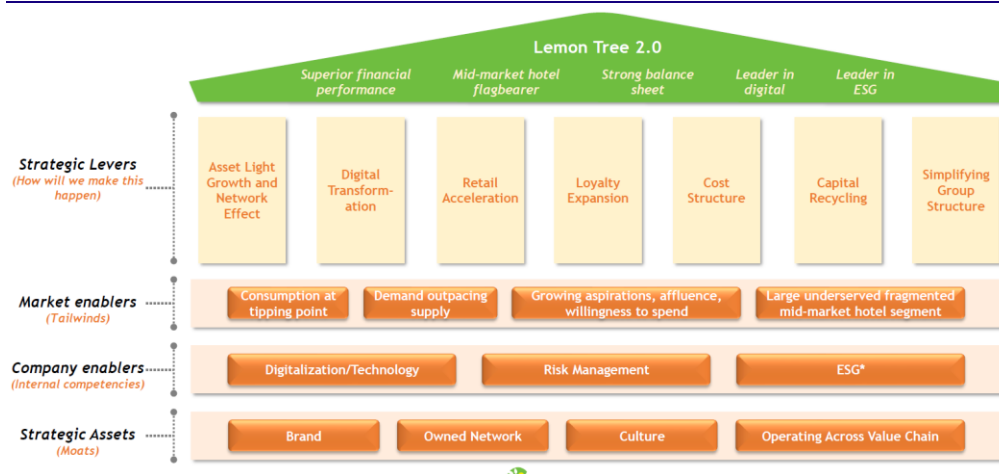 Lemon Tree 2.0
Superior financial
performance
Mid-market hotel
flagbearer
Strong balance
sheet
Leader in
digital
Leader in
ESG
Strategic Levers
(How will we make this
happen)
Asset Light
Growth and
Network
Effect
Digital
Transform-
ation
Retail
Acceleration
Loyalty
Expansion
Cost
Structure
Capital
Recycling
Simplifying
Group
Structure
Market enablers
(Tailwinds)
Consumption at
tipping point
Demand outpacing
supply
Growing aspirations, affluence,
willingness to spend
Large underserved fragmented
mid-market hotel segment
Company enablers
(Internal competencies)
Digitalization/Technology
Risk Management
ESG*
Strategic Assets
(Moats)
Brand
Owned Network
Culture
Operating Across Value Chain